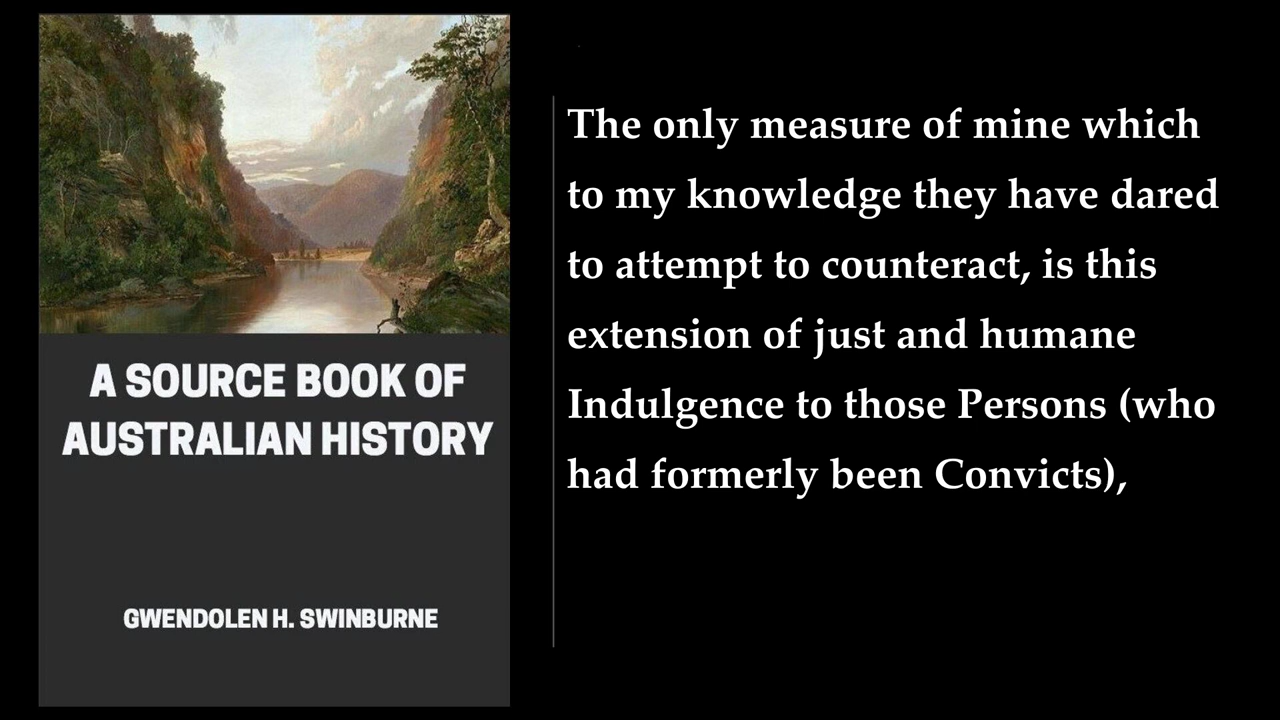 A SOURCE BOOK OF
AUSTRALIAN HISTORY
GWENDOLEN H. SWINBURNE
The only measure of mine which
to my knowledge they have dared
to attempt to counteract, is this
extension of just and humane
Indulgence to those Persons (who
had formerly been Convicts),